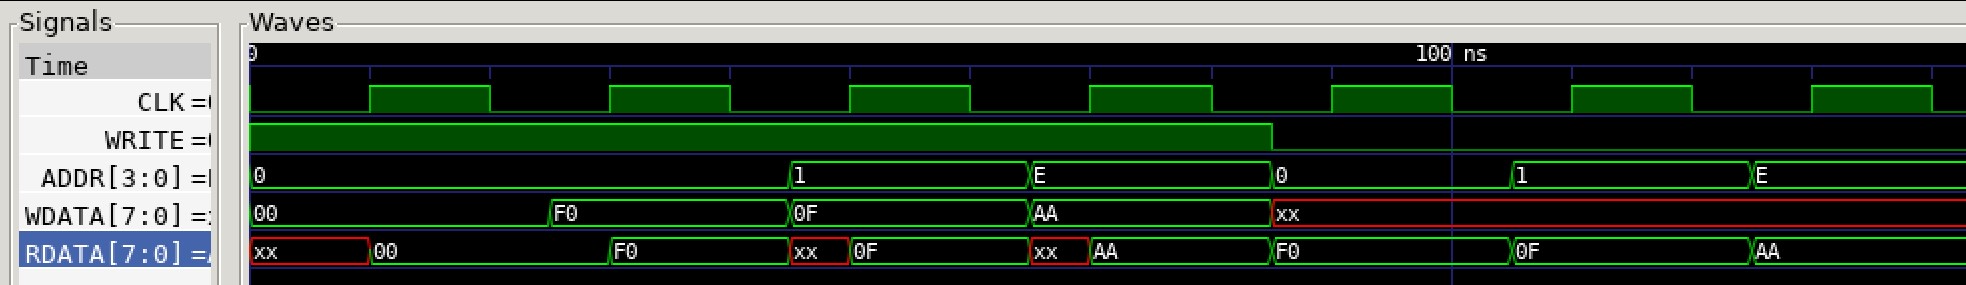 Signals Waves
Time 0 100 ns
CLK =
WRITE =
ADDR[3:0] = 0 1 E 0 1 E
WDATA[7:0] = 00 F0 0F AA xx
RDATA[7:0] = xx 00 F0 xx 0F xx AA F0 0F AA